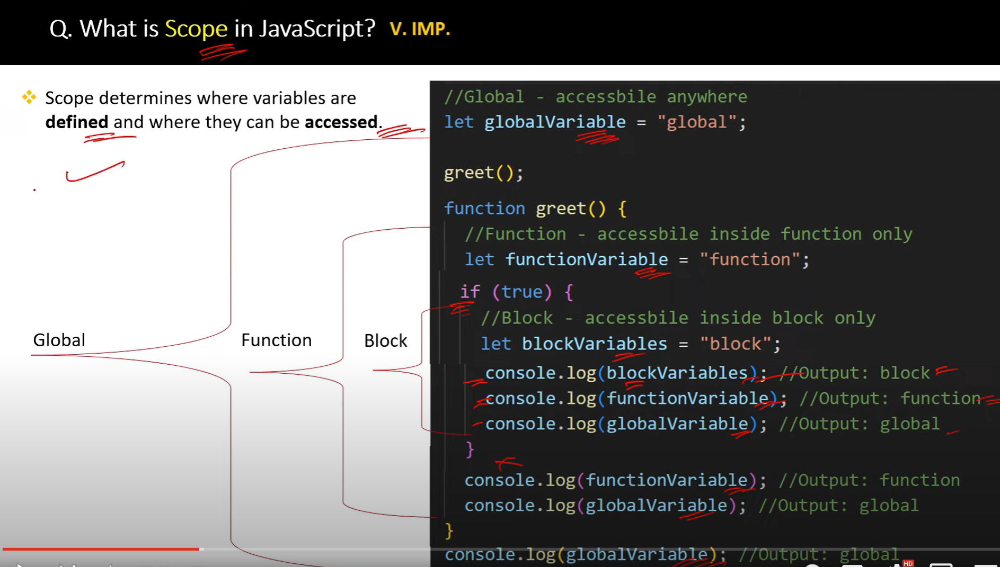 Q. What is Scope in JavaScript? V. IMP.
Scope determines where variables are
defined and where they can be accessed.
Global
Function
Block
//Global - accessbile anywhere
let globalVariable = "global";
greet();
function greet() {
//Function - accessbile inside function only
let functionVariable = "function";
if (true) {
//Block - accessbile inside block only
let blockVariables = "block";
console.log(blockVariables); //Output: block
console.log(functionVariable); //Output: function
console.log(globalVariable); //Output: global
}
console.log(functionVariable); //Output: function
console.log(globalVariable); //Output: global
}
console.log(globalVariable); //Output: global
HD